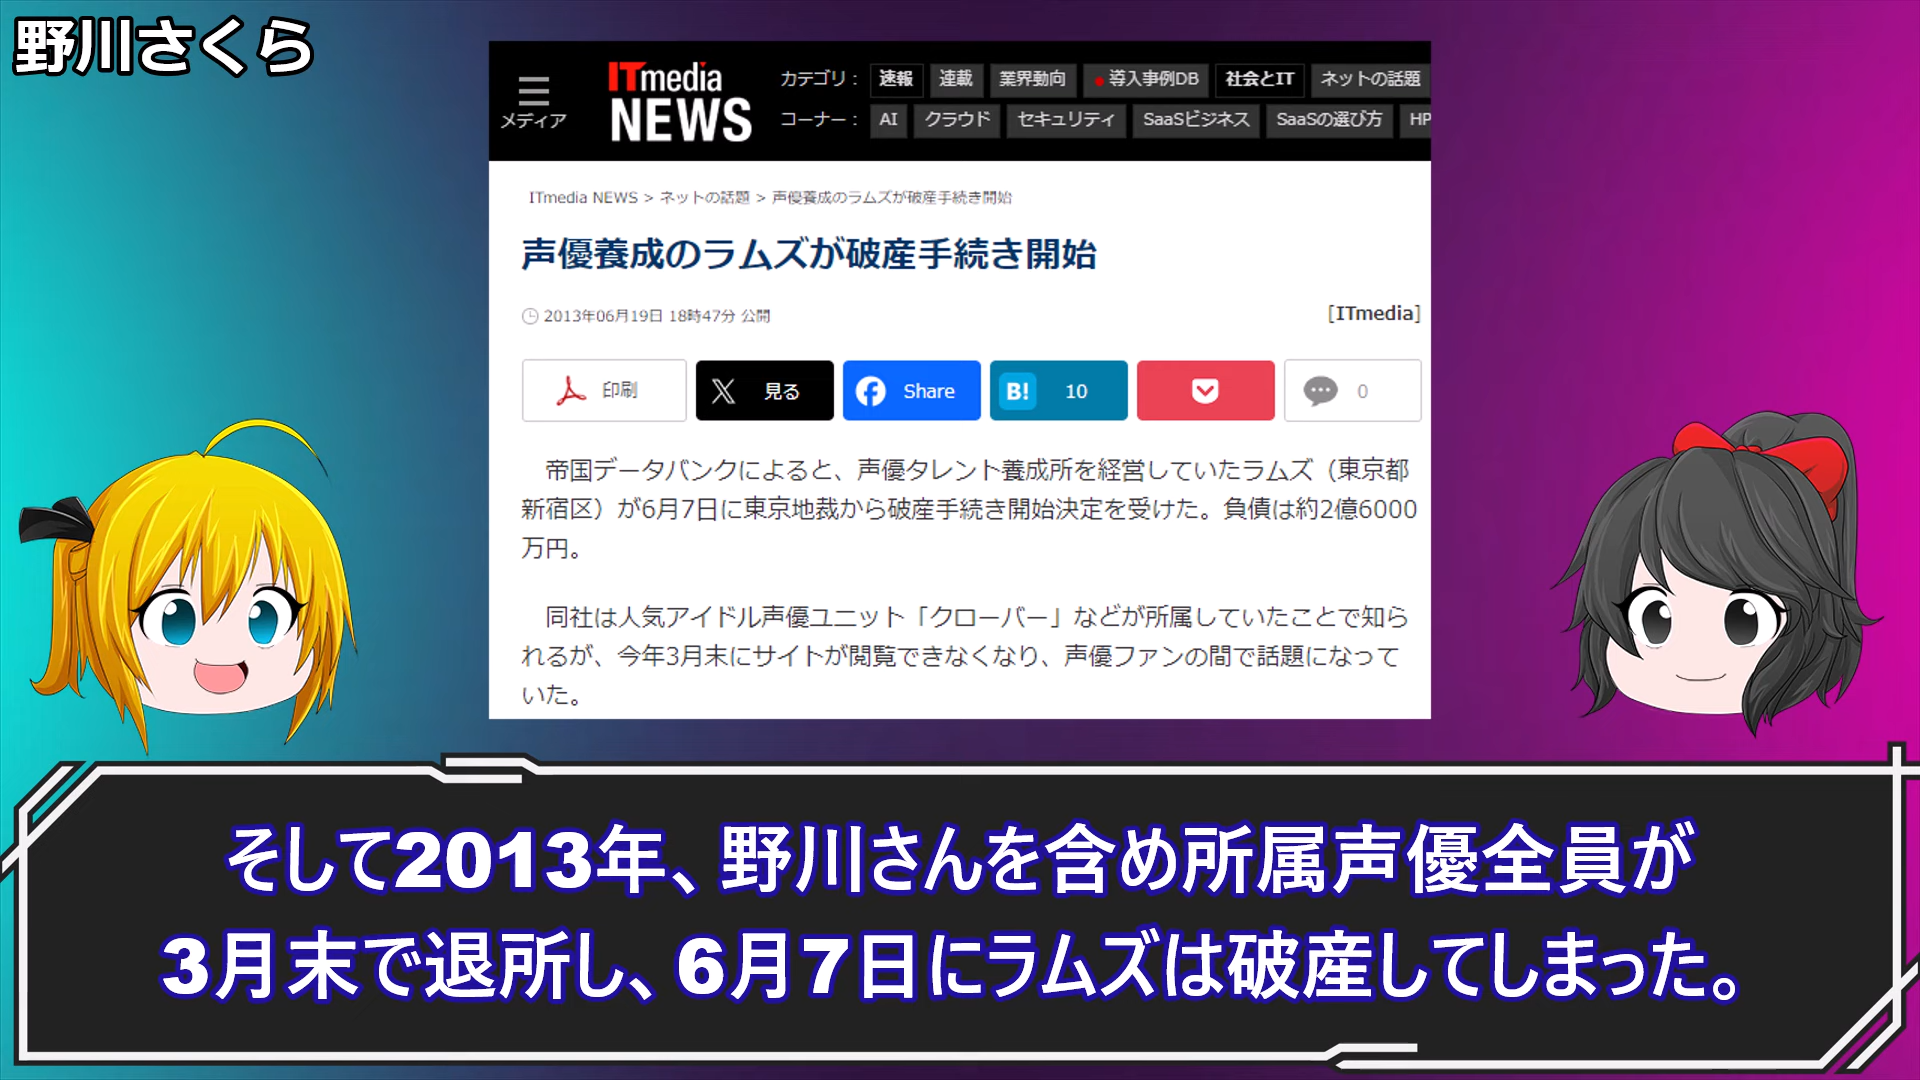 野川さくら
メディア
ITmedia NEWS
カテゴリ： 速報 連載 業界動向 導入事例DB 社会とIT ネットの話題
コーナー： AI クラウド セキュリティ SaaSビジネス SaaSの選び方 HP
ITmedia NEWS > ネットの話題 > 声優養成のラムズが破産手続き開始
声優養成のラムズが破産手続き開始
2013年06月19日 18時47分 公開
[ITmedia]
印刷 見る Share B! 10 0
帝国データバンクによると、声優タレント養成所を経営していたラムズ（東京都
新宿区）が6月7日に東京地裁から破産手続き開始決定を受けた。負債は約2億6000
万円。
同社は人気アイドル声優ユニット「クローバー」などが所属していたことで知ら
れるが、今年3月末にサイトが閲覧できなくなり、声優ファンの間で話題になって
いた。
そして2013年、野川さんを含め所属声優全員が
3月末で退所し、6月7日にラムズは破産してしまった。